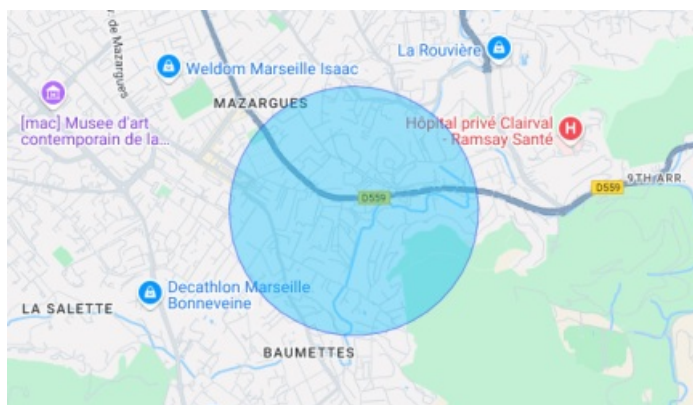 . de Mazargues
La Rouvière
Weldom Marseille Isaac
MAZARGUES
[mac] Musee d'art
contemporain de la...
Hôpital privé Clairval
- Ramsay Santé
9TH ARR.
D559
D559
Decathlon Marseille
Bonneveine
LA SALETTE
BAUMETTES